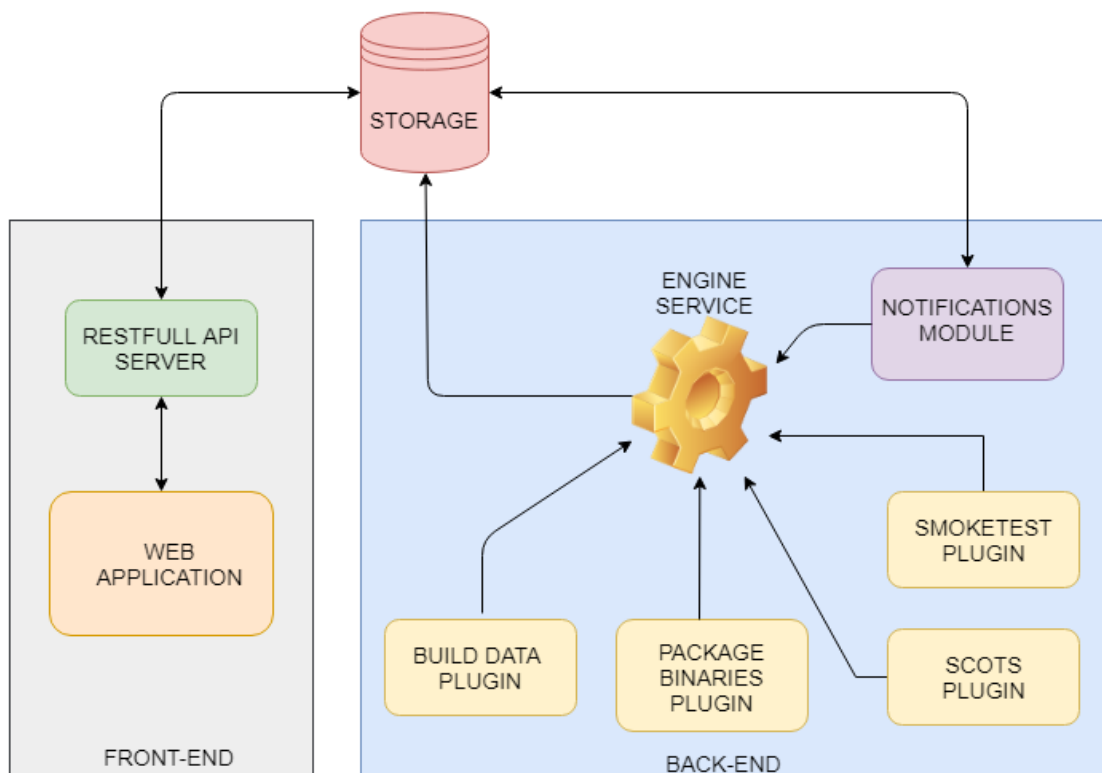 STORAGE
ENGINE
SERVICE
NOTIFICATIONS
MODULE
RESTFULL API
SERVER
WEB
APPLICATION
SMOKETEST
PLUGIN
BUILD DATA
PLUGIN
PACKAGE
BINARIES
PLUGIN
SCOTS
PLUGIN
FRONT-END
BACK-END